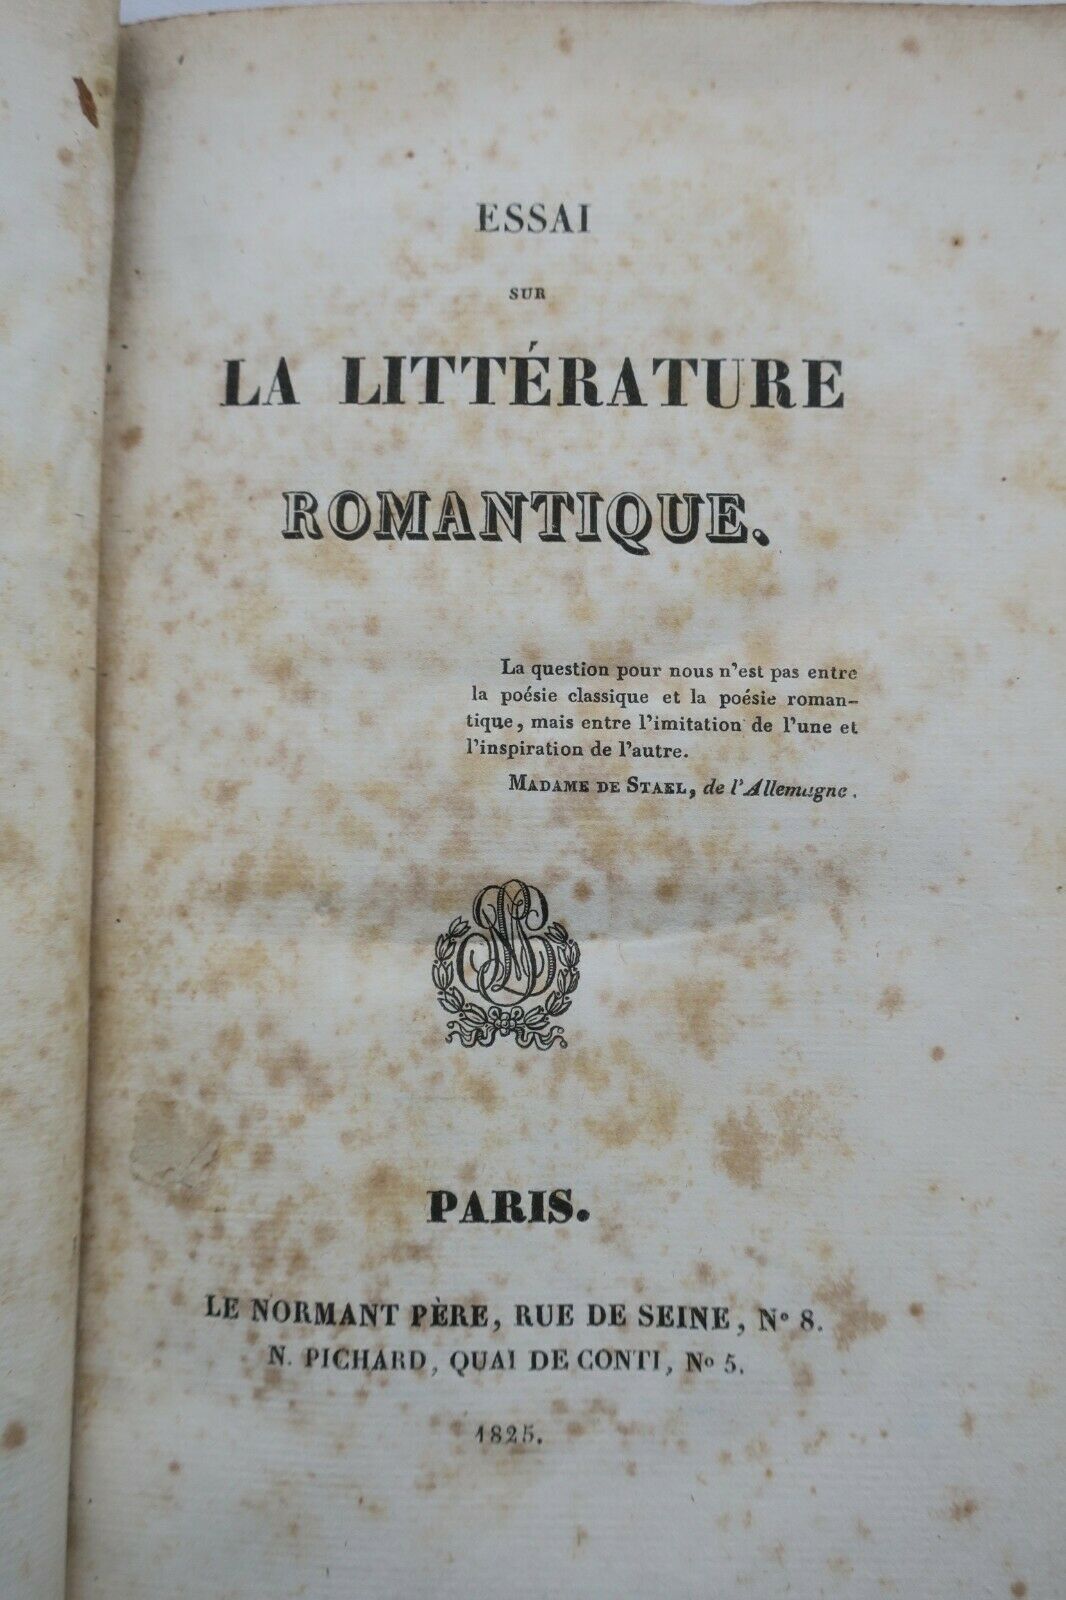 ESSAI
SUR
LA LITTÉRATURE
ROMANTIQUE.
La question pour nous n'est pas entre
la poésie classique et la poésie roman-
tique, mais entre l'imitation de l'une et
l'inspiration de l'autre.
MADAME DE STAEL, de l'Allemagne.
PARIS.
LE NORMANT PÈRE, RUE DE SEINE, No 8.
N. PICHARD, QUAI DE CONTI, No 5.
1825.